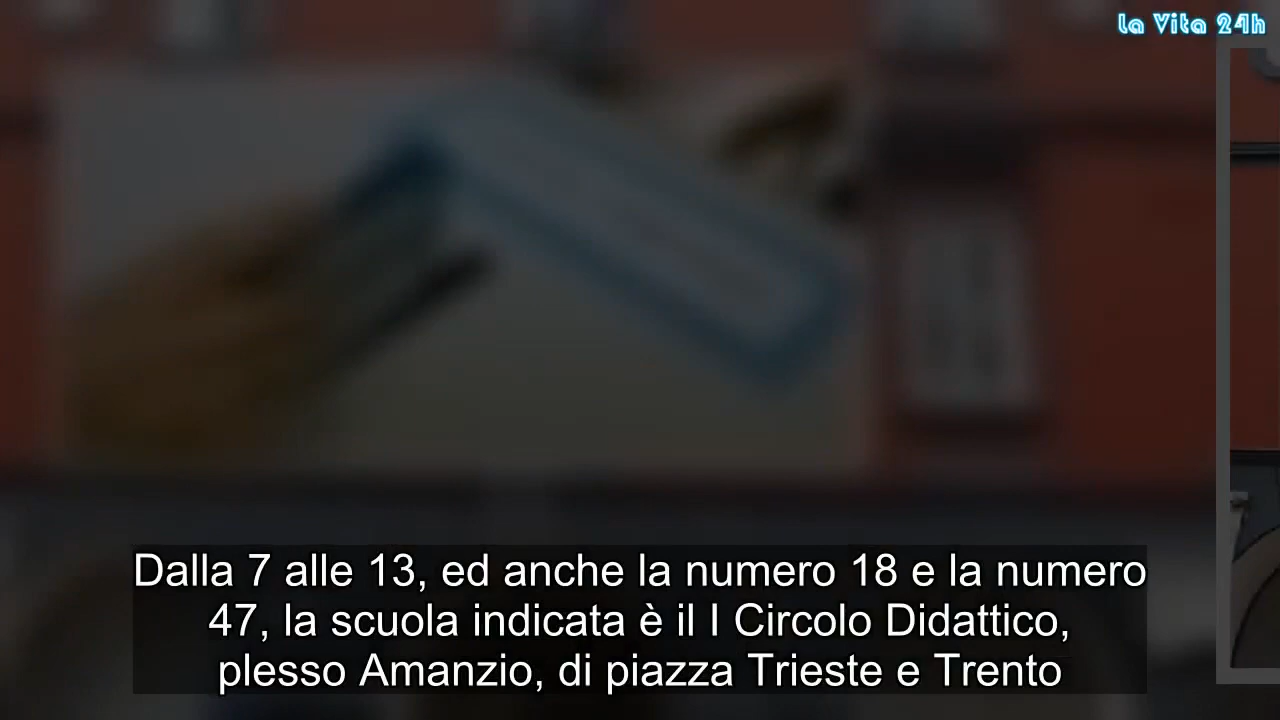 La Vita 24h
Dalla 7 alle 13, ed anche la numero 18 e la numero
47, la scuola indicata è il I Circolo Didattico,
plesso Amanzio, di piazza Trieste e Trento